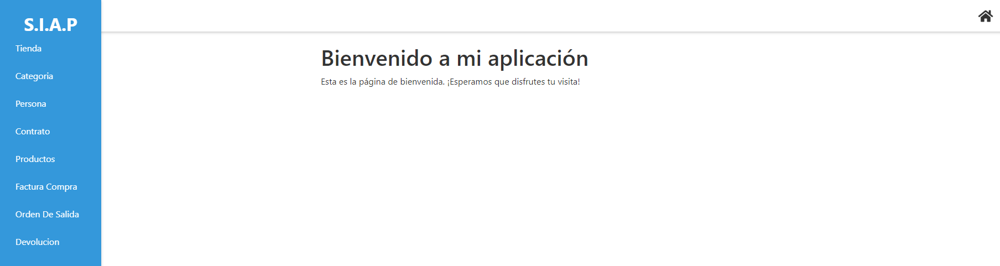 S.I.A.P
Tienda
Categoria
Persona
Contrato
Productos
Factura Compra
Orden De Salida
Devolucion
Bienvenido a mi aplicación
Esta es la página de bienvenida. ¡Esperamos que disfrutes tu visita!